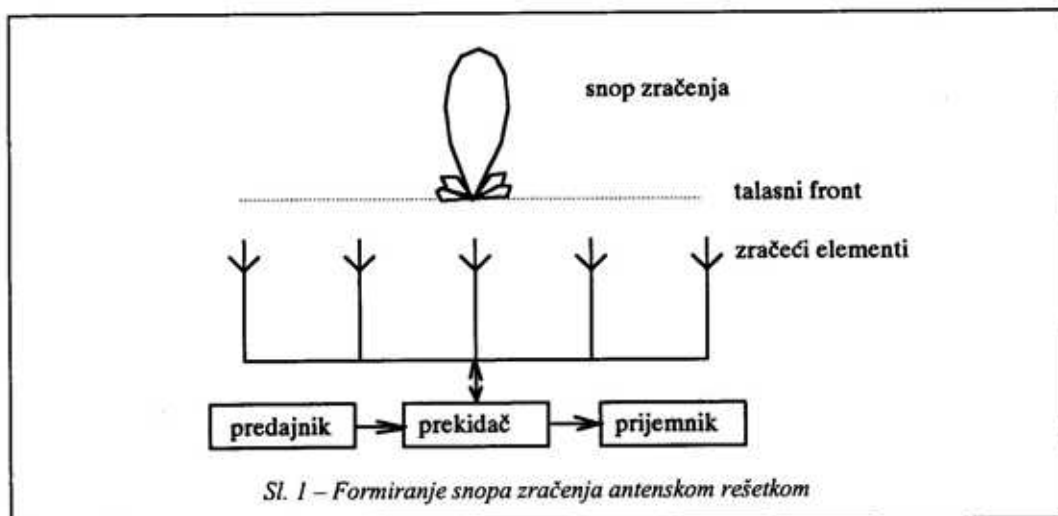 snop zračenja
talasni front
zračeći elementi
predajnik
prekidač
prijemnik
Sl. 1 – Formiranje snopa zračenja antenskom rešetkom